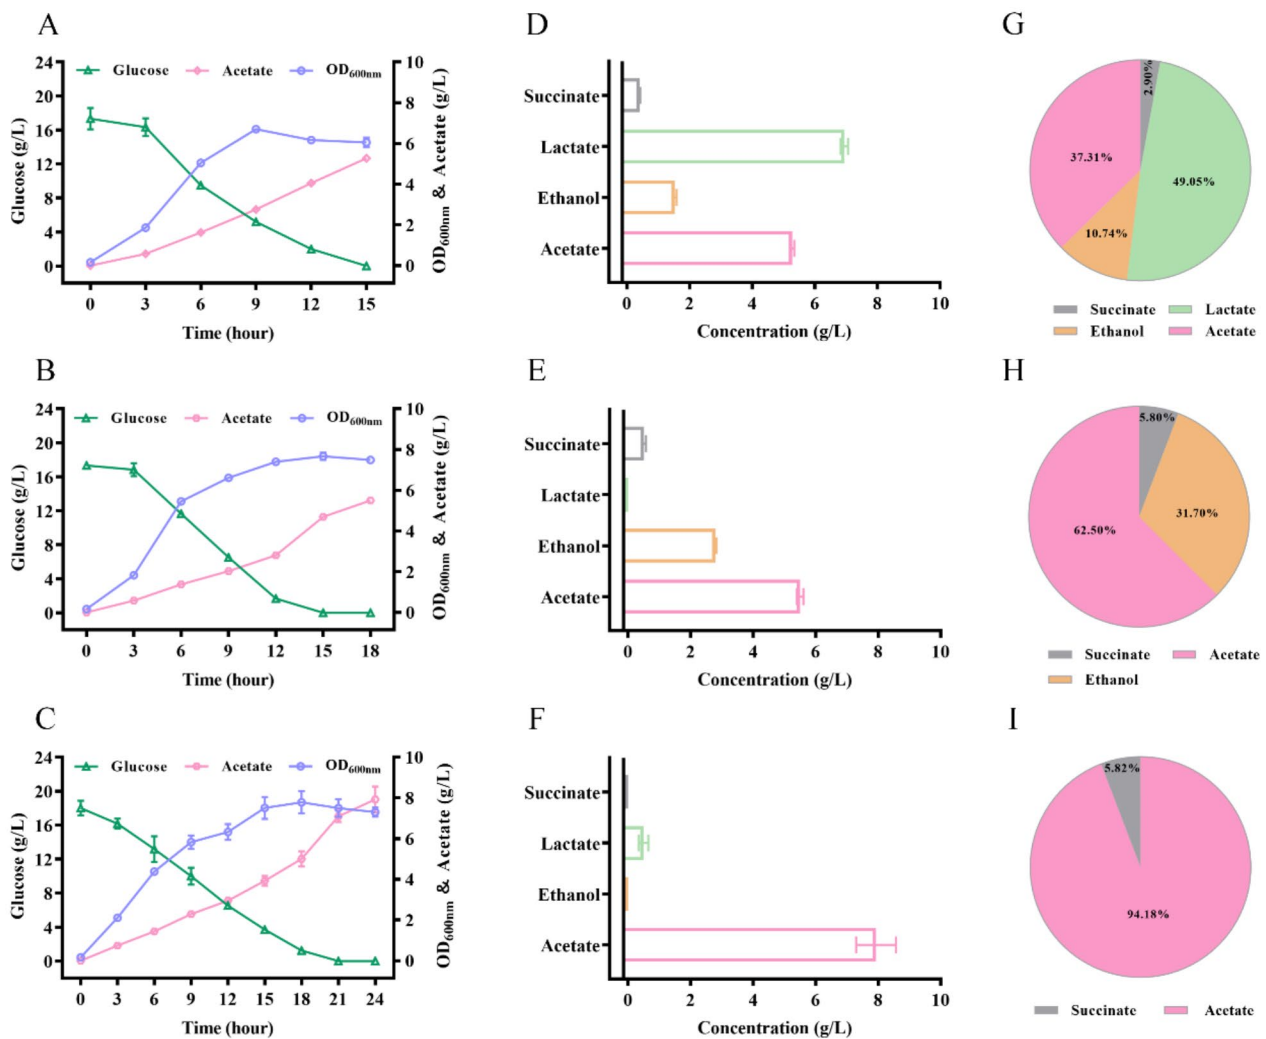 A
Glucose Acetate OD600nm
Glucose (g/L)
24
20
16
12
8
4
0
10
8
6
4
2
0
OD600nm & Acetate (g/L)
0 3 6 9 12 15
Time (hour)
D
Succinate
Lactate
Ethanol
Acetate
0 2 4 6 8 10
Concentration (g/L)
G
2.90%
37.31%
49.05%
10.74%
Succinate Lactate
Ethanol Acetate
B
Glucose Acetate OD600nm
Glucose (g/L)
24
20
16
12
8
4
0
10
8
6
4
2
0
OD600nm & Acetate (g/L)
0 3 6 9 12 15 18
Time (hour)
E
Succinate
Lactate
Ethanol
Acetate
0 2 4 6 8 10
Concentration (g/L)
H
5.80%
31.70%
62.50%
Succinate Acetate
Ethanol
C
Glucose Acetate OD600nm
Glucose (g/L)
24
20
16
12
8
4
0
10
8
6
4
2
0
OD600nm & Acetate (g/L)
0 3 6 9 12 15 18 21 24
Time (hour)
F
Succinate
Lactate
Ethanol
Acetate
0 2 4 6 8 10
Concentration (g/L)
I
5.82%
94.18%
Succinate Acetate